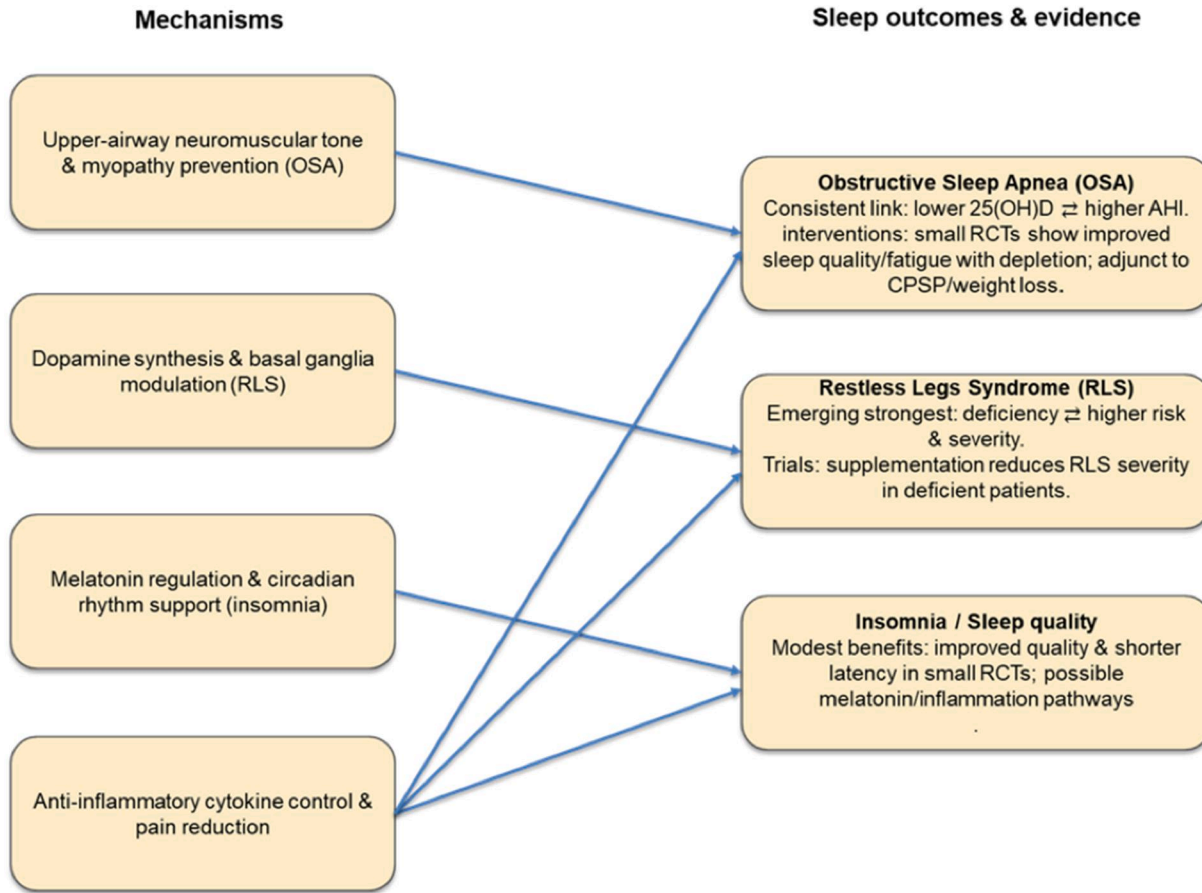 Mechanisms
Sleep outcomes & evidence
Upper-airway neuromuscular tone
& myopathy prevention (OSA)
Dopamine synthesis & basal ganglia
modulation (RLS)
Melatonin regulation & circadian
rhythm support (insomnia)
Anti-inflammatory cytokine control &
pain reduction
Obstructive Sleep Apnea (OSA)
Consistent link: lower 25(OH)D ⇄ higher AHI.
interventions: small RCTs show improved
sleep quality/fatigue with depletion; adjunct to
CPSP/weight loss.
Restless Legs Syndrome (RLS)
Emerging strongest: deficiency ⇄ higher risk
& severity.
Trials: supplementation reduces RLS severity
in deficient patients.
Insomnia / Sleep quality
Modest benefits: improved quality & shorter
latency in small RCTs; possible
melatonin/inflammation pathways
.